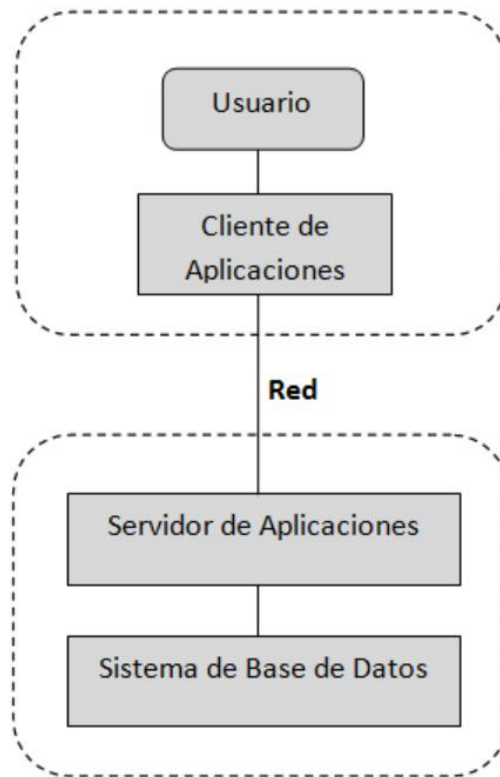 Usuario
Cliente de
Aplicaciones
Red
Servidor de Aplicaciones
Sistema de Base de Datos